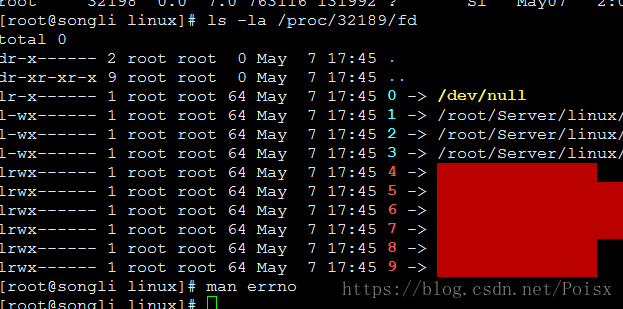 root     32198  0.0  7.0 763116 131992 ?        Sl   May07   2:0
[root@songli linux]# ls -la /proc/32189/fd
total 0
dr-x------ 2 root root  0 May  7 17:45 .
dr-xr-xr-x 9 root root  0 May  7 17:45 ..
lr-x------ 1 root root 64 May  7 17:45 0 -> /dev/null
l-wx------ 1 root root 64 May  7 17:45 1 -> /root/Server/linux/
l-wx------ 1 root root 64 May  7 17:45 2 -> /root/Server/linux/
l-wx------ 1 root root 64 May  7 17:45 3 -> /root/Server/linux/
lrwx------ 1 root root 64 May  7 17:45 4 ->
lrwx------ 1 root root 64 May  7 17:45 5 ->
lrwx------ 1 root root 64 May  7 17:45 6 ->
lrwx------ 1 root root 64 May  7 17:45 7 ->
lrwx------ 1 root root 64 May  7 17:45 8 ->
lrwx------ 1 root root 64 May  7 17:45 9 ->
[root@songli linux]# man errno
[root@songli linux]#
https://blog.csdn.net/Poisx